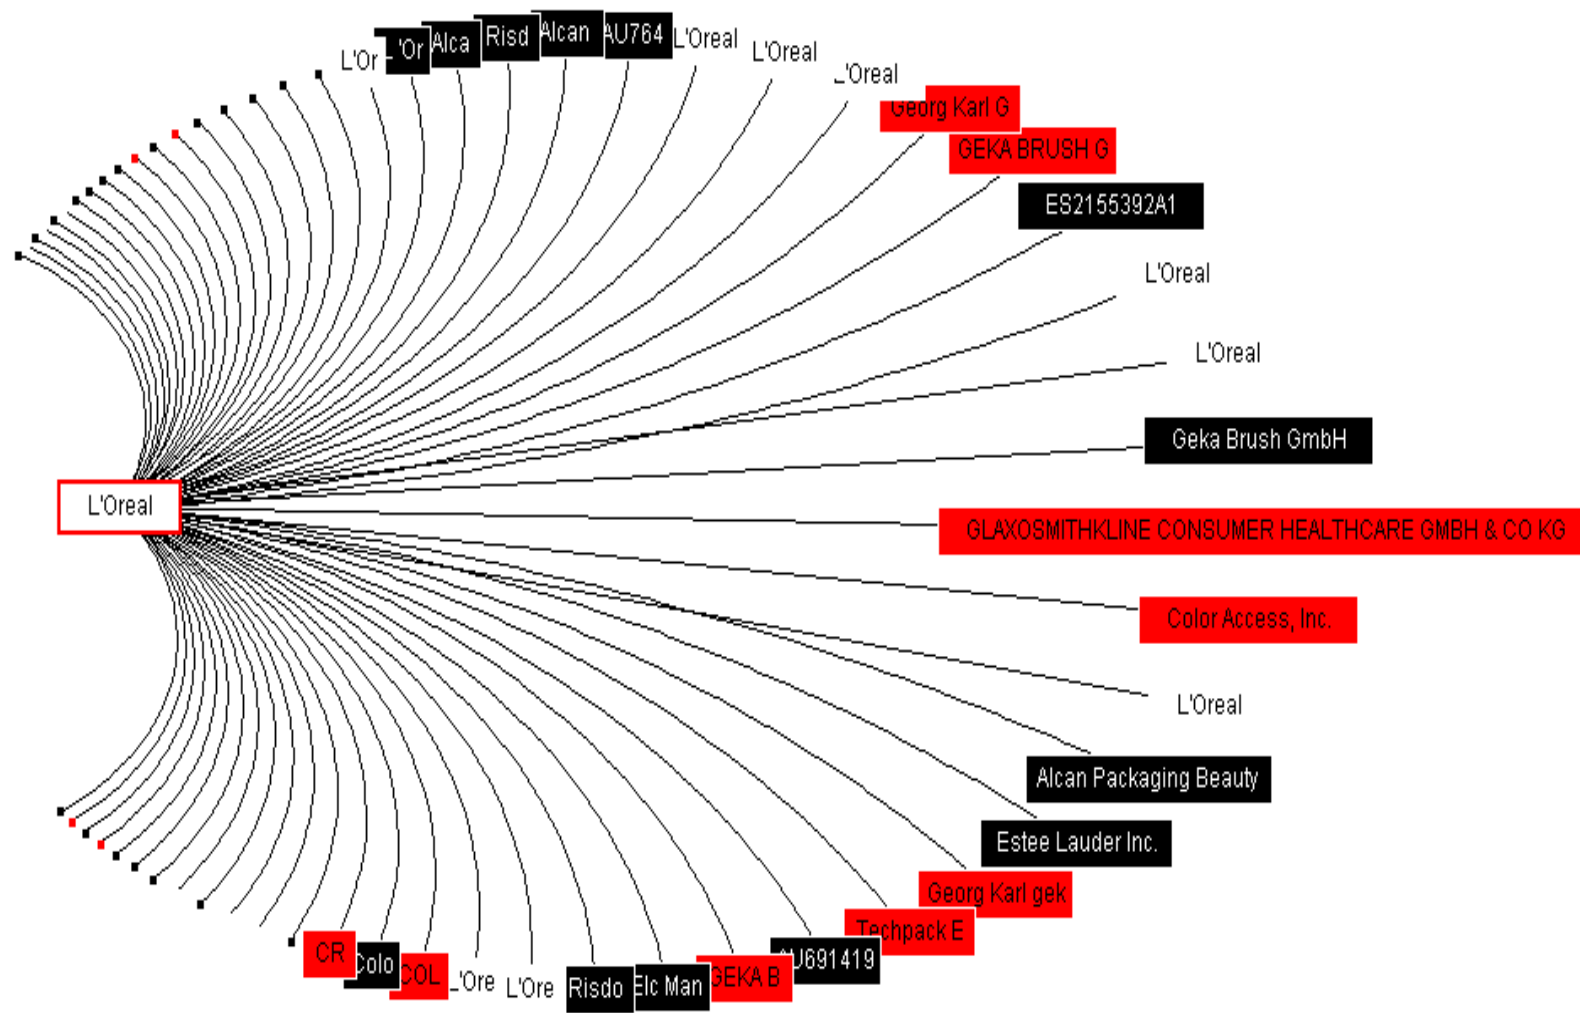 L'Or
L'Or
Alca
Risd
Alcan
AU764
L'Oreal
L'Oreal
L'Oreal
Georg Karl G
GEKA BRUSH G
ES2155392A1
L'Oreal
L'Oreal
Geka Brush GmbH
L'Oreal
GLAXOSMITHKLINE CONSUMER HEALTHCARE GMBH & CO KG
Color Access, Inc.
L'Oreal
Alcan Packaging Beauty
Estee Lauder Inc.
Georg Karl gek
Techpack E
AU691419
GEKA B
Elc Man
Risdo
L'Ore
L'Ore
COL
Colo
CR